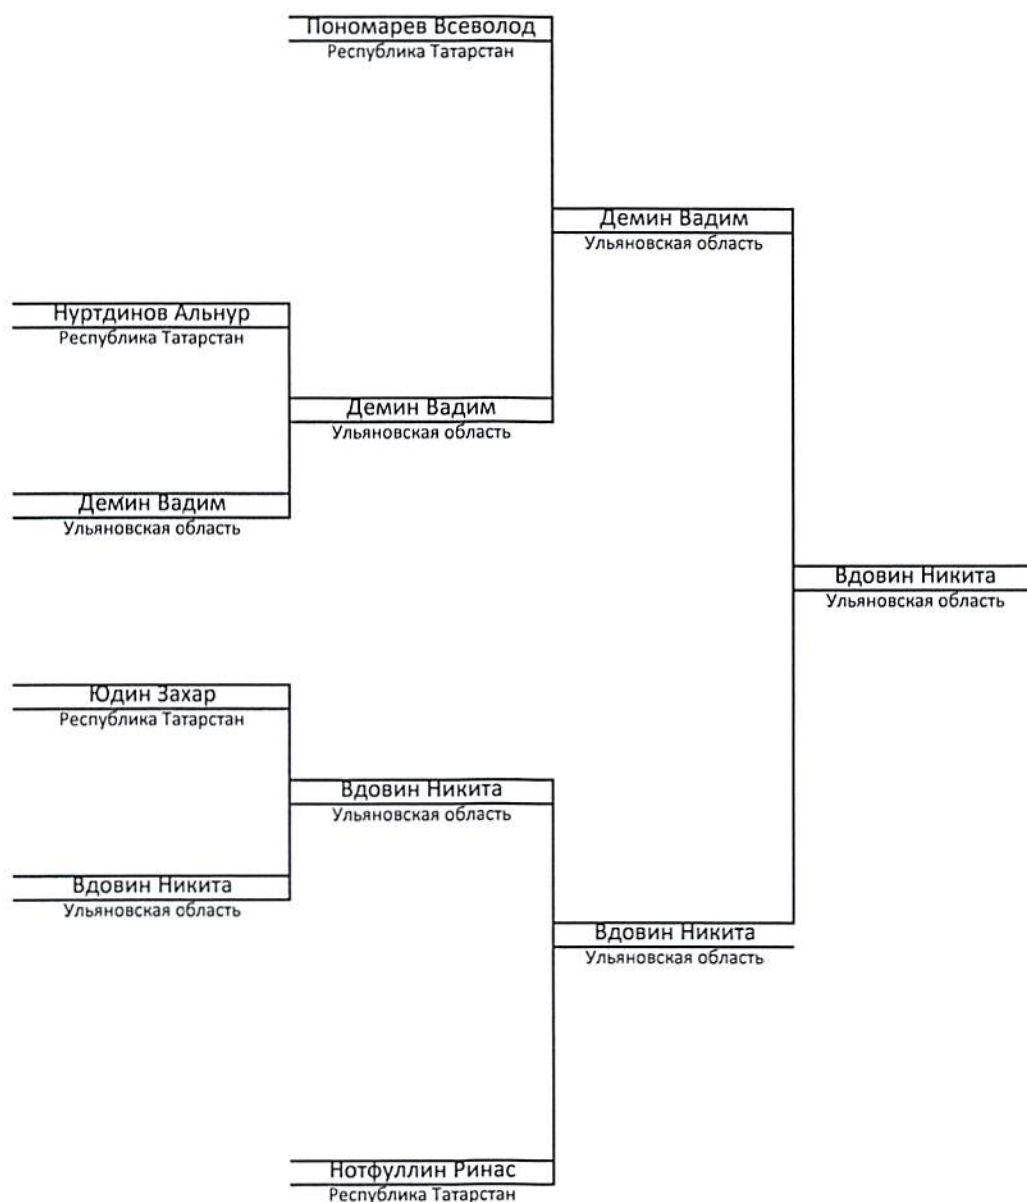 Пономарев Всеволод
Республика Татарстан
Демин Вадим
Ульяновская область
Нуртдинов Альнур
Республика Татарстан
Демин Вадим
Ульяновская область
Демин Вадим
Ульяновская область
Вдовин Никита
Ульяновская область
Юдин Захар
Республика Татарстан
Вдовин Никита
Ульяновская область
Вдовин Никита
Ульяновская область
Вдовин Никита
Ульяновская область
Нотфуллин Ринас
Республика Татарстан